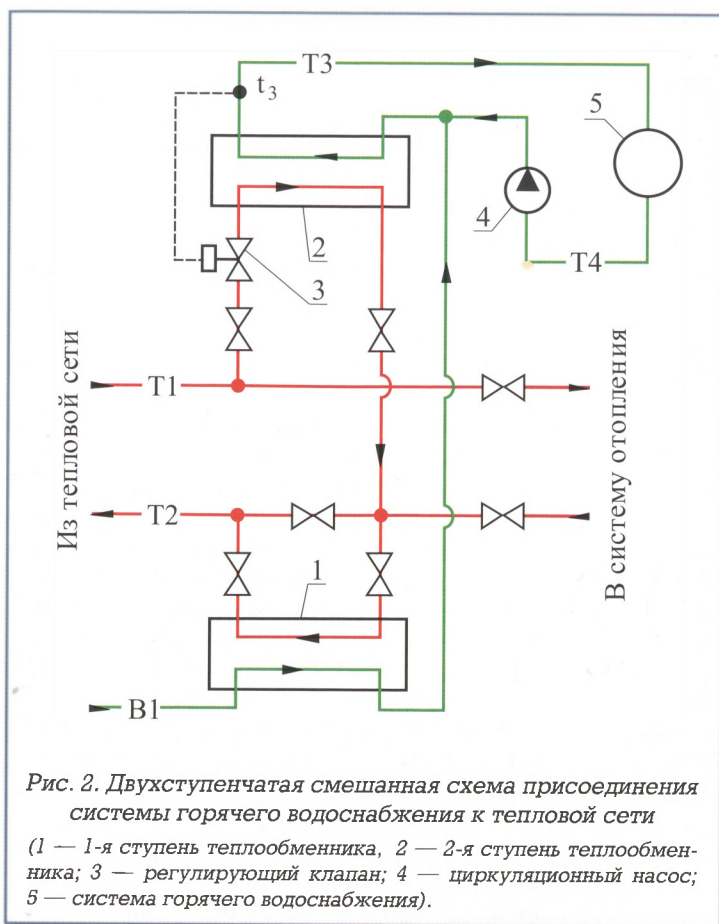 T3
t3
5
2
4
T4
3
Из тепловой сети
T1
В систему отопления
T2
1
B1
Рис. 2. Двухступенчатая смешанная схема присоединения
системы горячего водоснабжения к тепловой сети
(1 — 1-я ступень теплообменника, 2 — 2-я ступень теплообмен-
ника; 3 — регулирующий клапан; 4 — циркуляционный насос;
5 — система горячего водоснабжения).